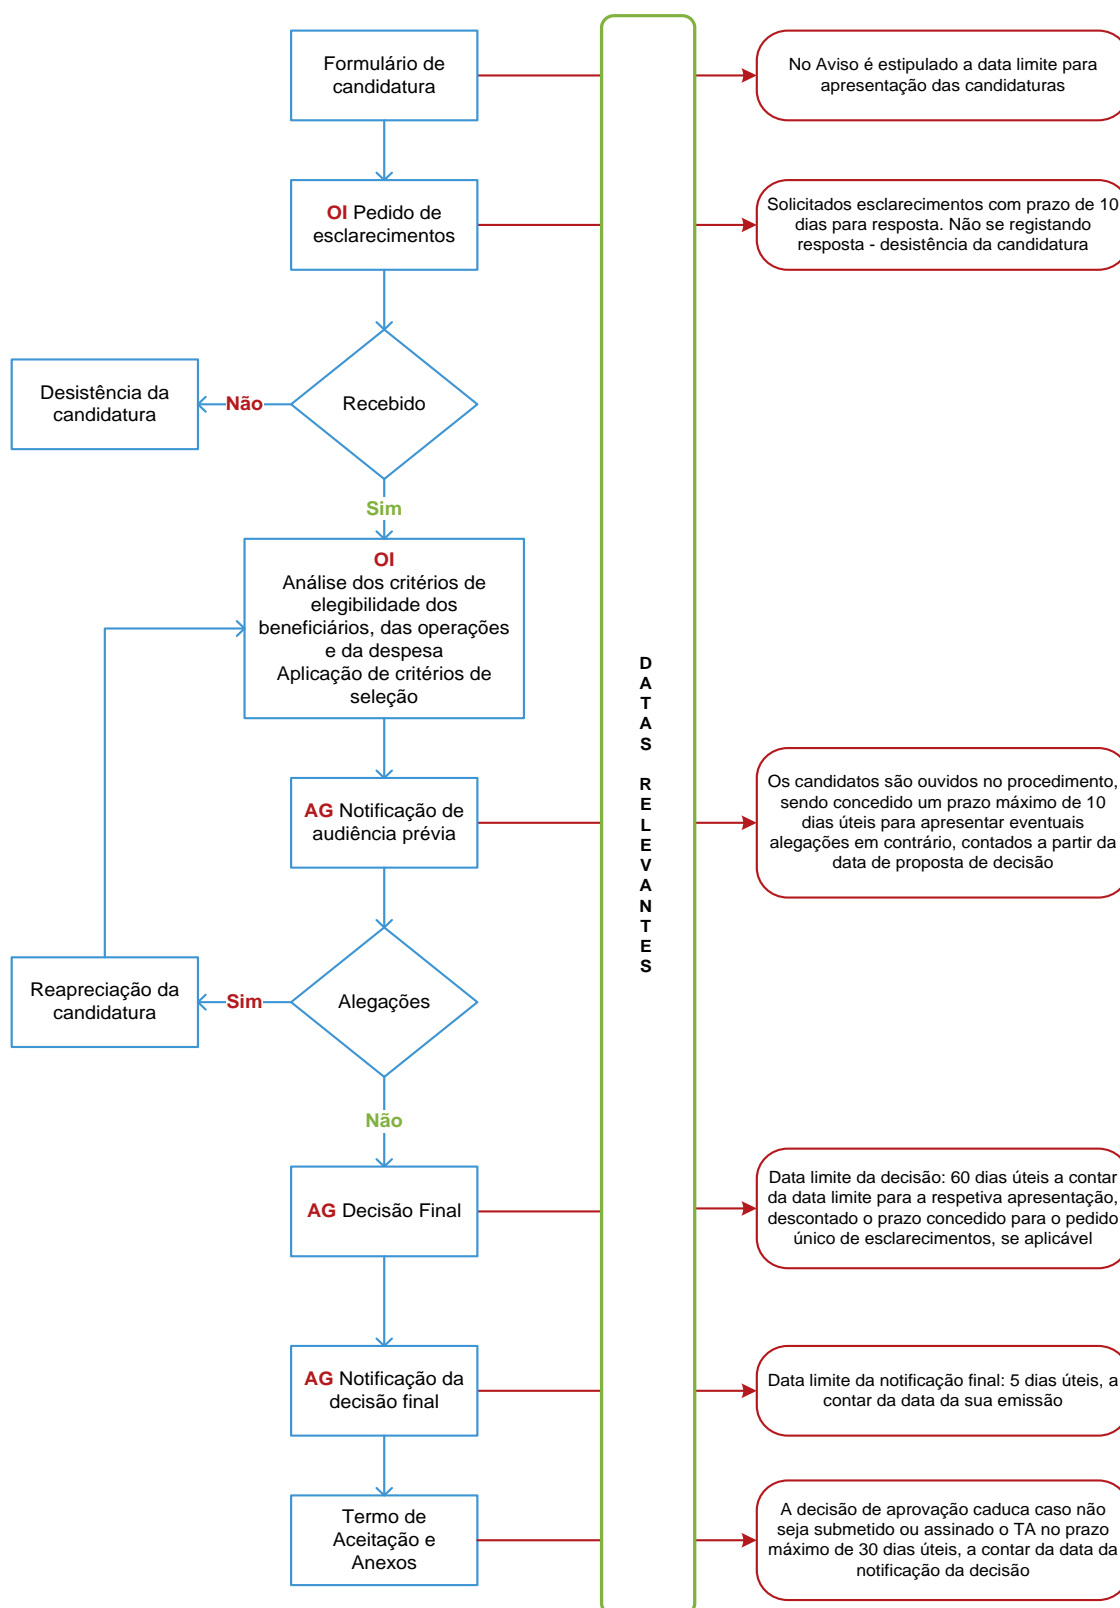 Formulário de
candidatura
No Aviso é estipulado a data limite para
apresentação das candidaturas
OI Pedido de
esclarecimentos
Solicitados esclarecimentos com prazo de 10
dias para resposta. Não se registando
resposta - desistência da candidatura
Desistência da
candidatura
Não
Recebido
Sim
OI
Análise dos critérios de
elegibilidade dos
beneficiários, das operações
e da despesa
Aplicação de critérios de
seleção
D
A
T
A
S
R
E
L
E
V
A
N
T
E
S
AG Notificação de
audiência prévia
Os candidatos são ouvidos no procedimento,
sendo concedido um prazo máximo de 10
dias úteis para apresentar eventuais
alegações em contrário, contados a partir da
data de proposta de decisão
Reapreciação da
candidatura
Sim
Alegações
Não
AG Decisão Final
Data limite da decisão: 60 dias úteis a contar
da data limite para a respetiva apresentação,
descontado o prazo concedido para o pedido
único de esclarecimentos, se aplicável
AG Notificação da
decisão final
Data limite da notificação final: 5 dias úteis, a
contar da data da sua emissão
Termo de
Aceitação e
Anexos
A decisão de aprovação caduca caso não
seja submetido ou assinado o TA no prazo
máximo de 30 dias úteis, a contar da data da
notificação da decisão